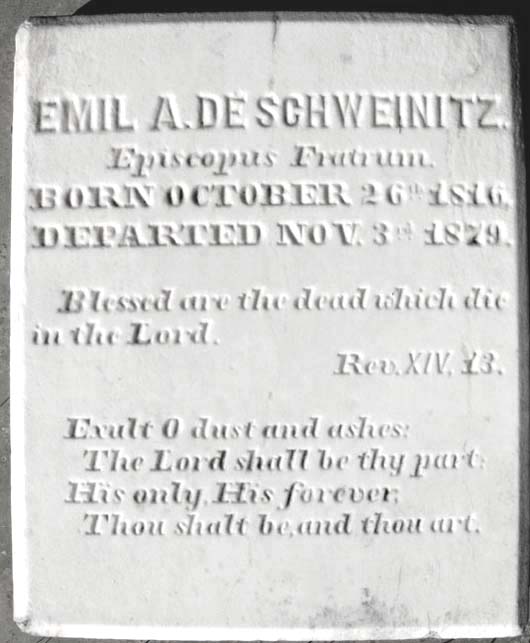 EMIL A. DE SCHWEINITZ.
Episcopus Fratrum.
BORN OCTOBER 26th 1816,
DEPARTED NOV. 3rd 1879.
Blessed are the dead which die
in the Lord.
Rev. XIV, 13.
Exult O dust and ashes:
The Lord shall be thy part:
His only, His forever,
Thou shalt be, and thou art.